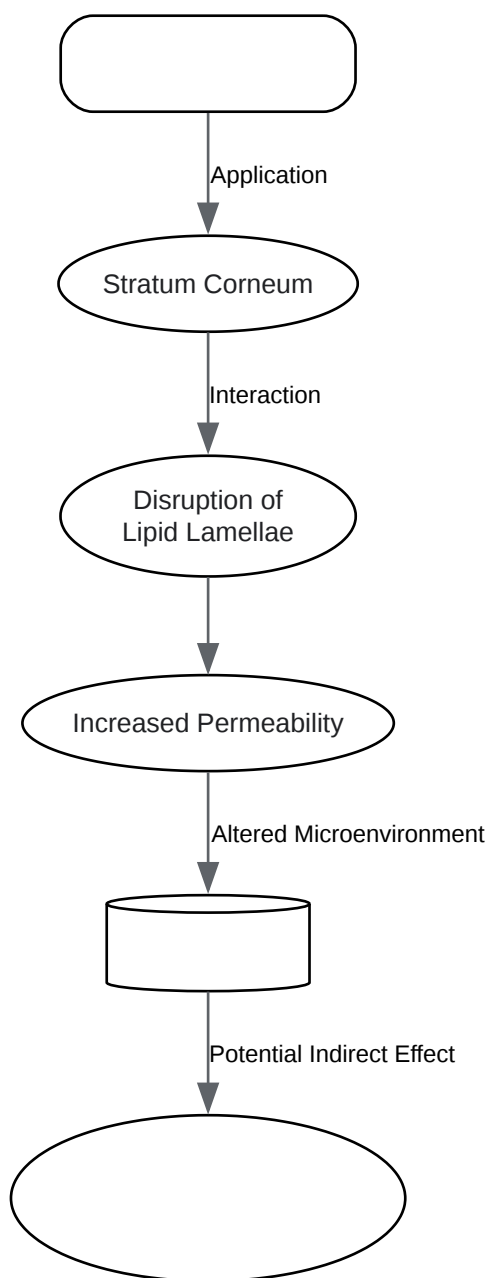 Application
Stratum Corneum
Interaction
Disruption of
Lipid Lamellae
Increased Permeability
Altered Microenvironment
Potential Indirect Effect